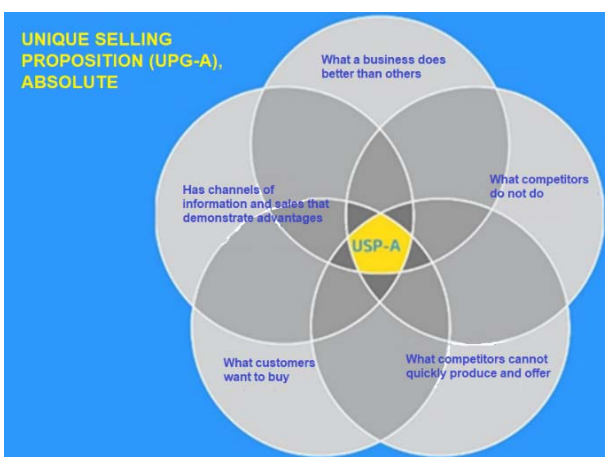 UNIQUE SELLING
PROPOSITION (UPG-A),
ABSOLUTE
What a business does
better than others
Has channels of
information and sales that
demonstrate advantages
What competitors
do not do
USP-A
What customers
want to buy
What competitors cannot
quickly produce and offer